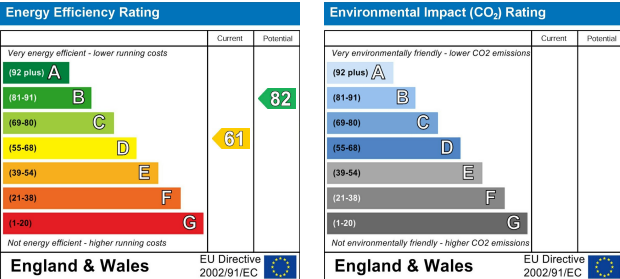 Energy Efficiency Rating
Current Potential
Very energy efficient - lower running costs
(92 plus) A
(81-91) B
(69-80) C
(55-68) D
(39-54) E
(21-38) F
(1-20) G
61
82
Not energy efficient - higher running costs
England & Wales
EU Directive
2002/91/EC
Environmental Impact (CO2) Rating
Current Potential
Very environmentally friendly - lower CO2 emissions
(92 plus) A
(81-91) B
(69-80) C
(55-68) D
(39-54) E
(21-38) F
(1-20) G
Not environmentally friendly - higher CO2 emissions
England & Wales
EU Directive
2002/91/EC